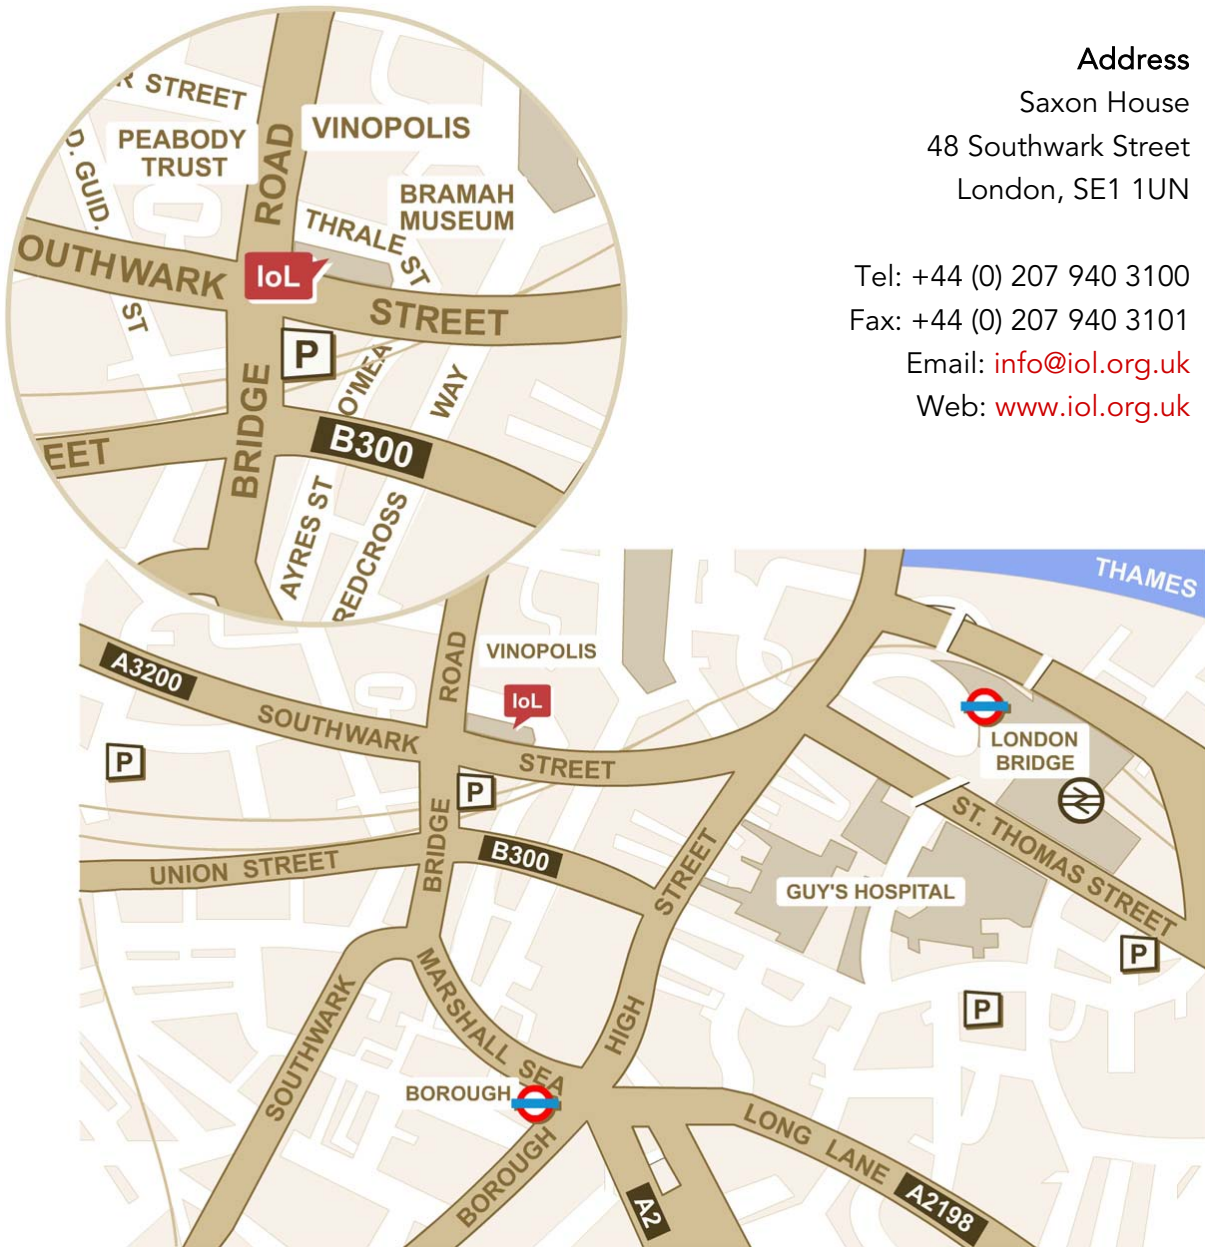 Address
Saxon House
48 Southwark Street
London, SE1 1UN
Tel: +44 (0) 207 940 3100
Fax: +44 (0) 207 940 3101
Email: info@iol.org.uk
Web: www.iol.org.uk
R STREET
PEABODY
TRUST
ROAD
VINOPOLIS
D. GUID.
ST
BRAMAH
MUSEUM
THRALE ST
OUTHWARK STREET
IoL
P
O'MEA
WAY
BRIDGE
EET
B300
AYRES ST
REDCROSS
THAMES
A3200
ROAD
VINOPOLIS
IoL
SOUTHWARK STREET
P
P
LONDON
BRIDGE
BRIDGE
UNION STREET
B300
STREET
ST. THOMAS STREET
GUY'S HOSPITAL
P
P
SOUTHWARK
MARSHALL SEA
HIGH
BOROUGH
BOROUGH
LONG LANE
A2
A2198